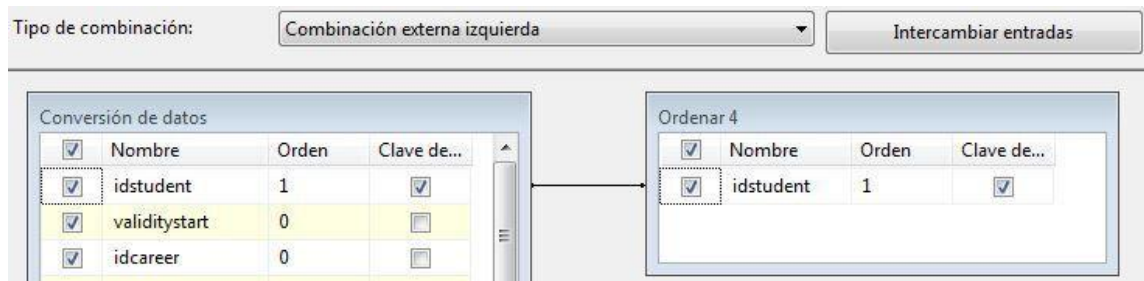 Tipo de combinación: Combinación externa izquierda Intercambiar entradas
Conversión de datos
Nombre Orden Clave de...
idstudent 1
validitystart 0
idcareer 0
Ordenar 4
Nombre Orden Clave de...
idstudent 1